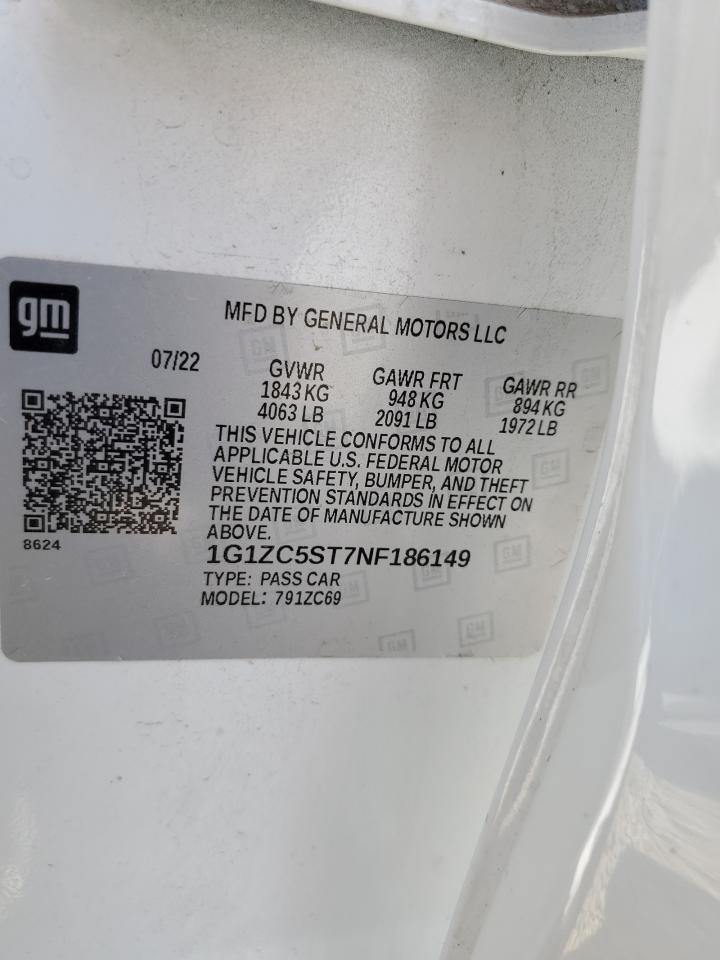 gm
MFD BY GENERAL MOTORS LLC
07/22
GVWR GAWR FRT GAWR RR
1843 KG 948 KG 894 KG
4063 LB 2091 LB 1972 LB
THIS VEHICLE CONFORMS TO ALL
APPLICABLE U.S. FEDERAL MOTOR
VEHICLE SAFETY, BUMPER, AND THEFT
PREVENTION STANDARDS IN EFFECT ON
THE DATE OF MANUFACTURE SHOWN
ABOVE.
8624
1G1ZC5ST7NF186149
TYPE: PASS CAR
MODEL: 791ZC69